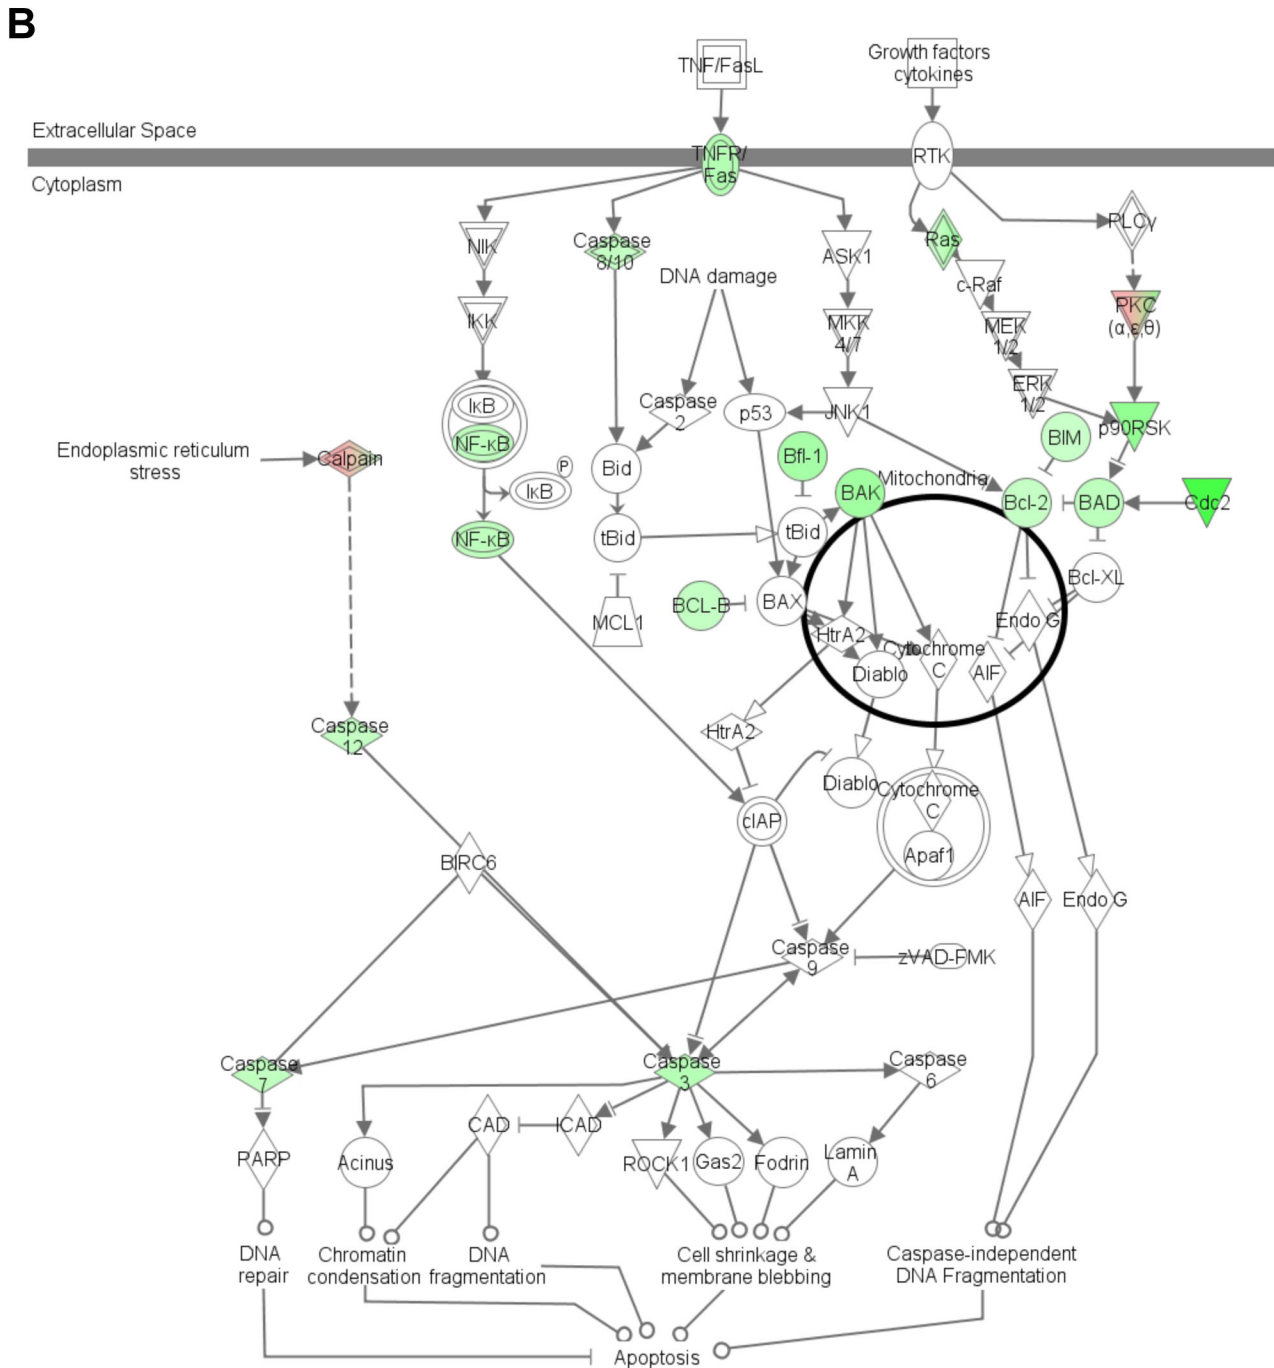 B
TNF/FasL
Growth factors
cytokines
Extracellular Space
TNFR/
Fas
RTK
Cytoplasm
NIK
Caspase
8/10
ASK1
Ras
PLCγ
DNA damage
c-Raf
IKK
MKK
4/7
MEK
1/2
PKC
(α,ε,θ)
IκB
Caspase
2
p53
JNK1
ERK
1/2
p90RSK
NF-κB
BIM
Endoplasmic reticulum
stress
Calpain
Bid
Bfl-1
P
IκB
BAK
Mitochondria
Bcl-2
BAD
Cdc2
NF-κB
tBid
tBid
Bcl-XL
BCL-B
BAX
MCL1
HtrA2
Endo G
Cytochrome
C
Diablo
AIF
Caspase
12
HtrA2
Diablo
Cytochrome
C
cIAP
Apaf1
BIRC6
AIF
Endo G
Caspase
9
zVAD-FMK
Caspase
7
Caspase
3
Caspase
6
CAD
ICAD
PARP
Acinus
ROCK1
Gas2
Fodrin
Lamin
A
DNA
repair
Chromatin
condensation
DNA
fragmentation
Cell shrinkage &
membrane blebbing
Caspase-independent
DNA Fragmentation
Apoptosis